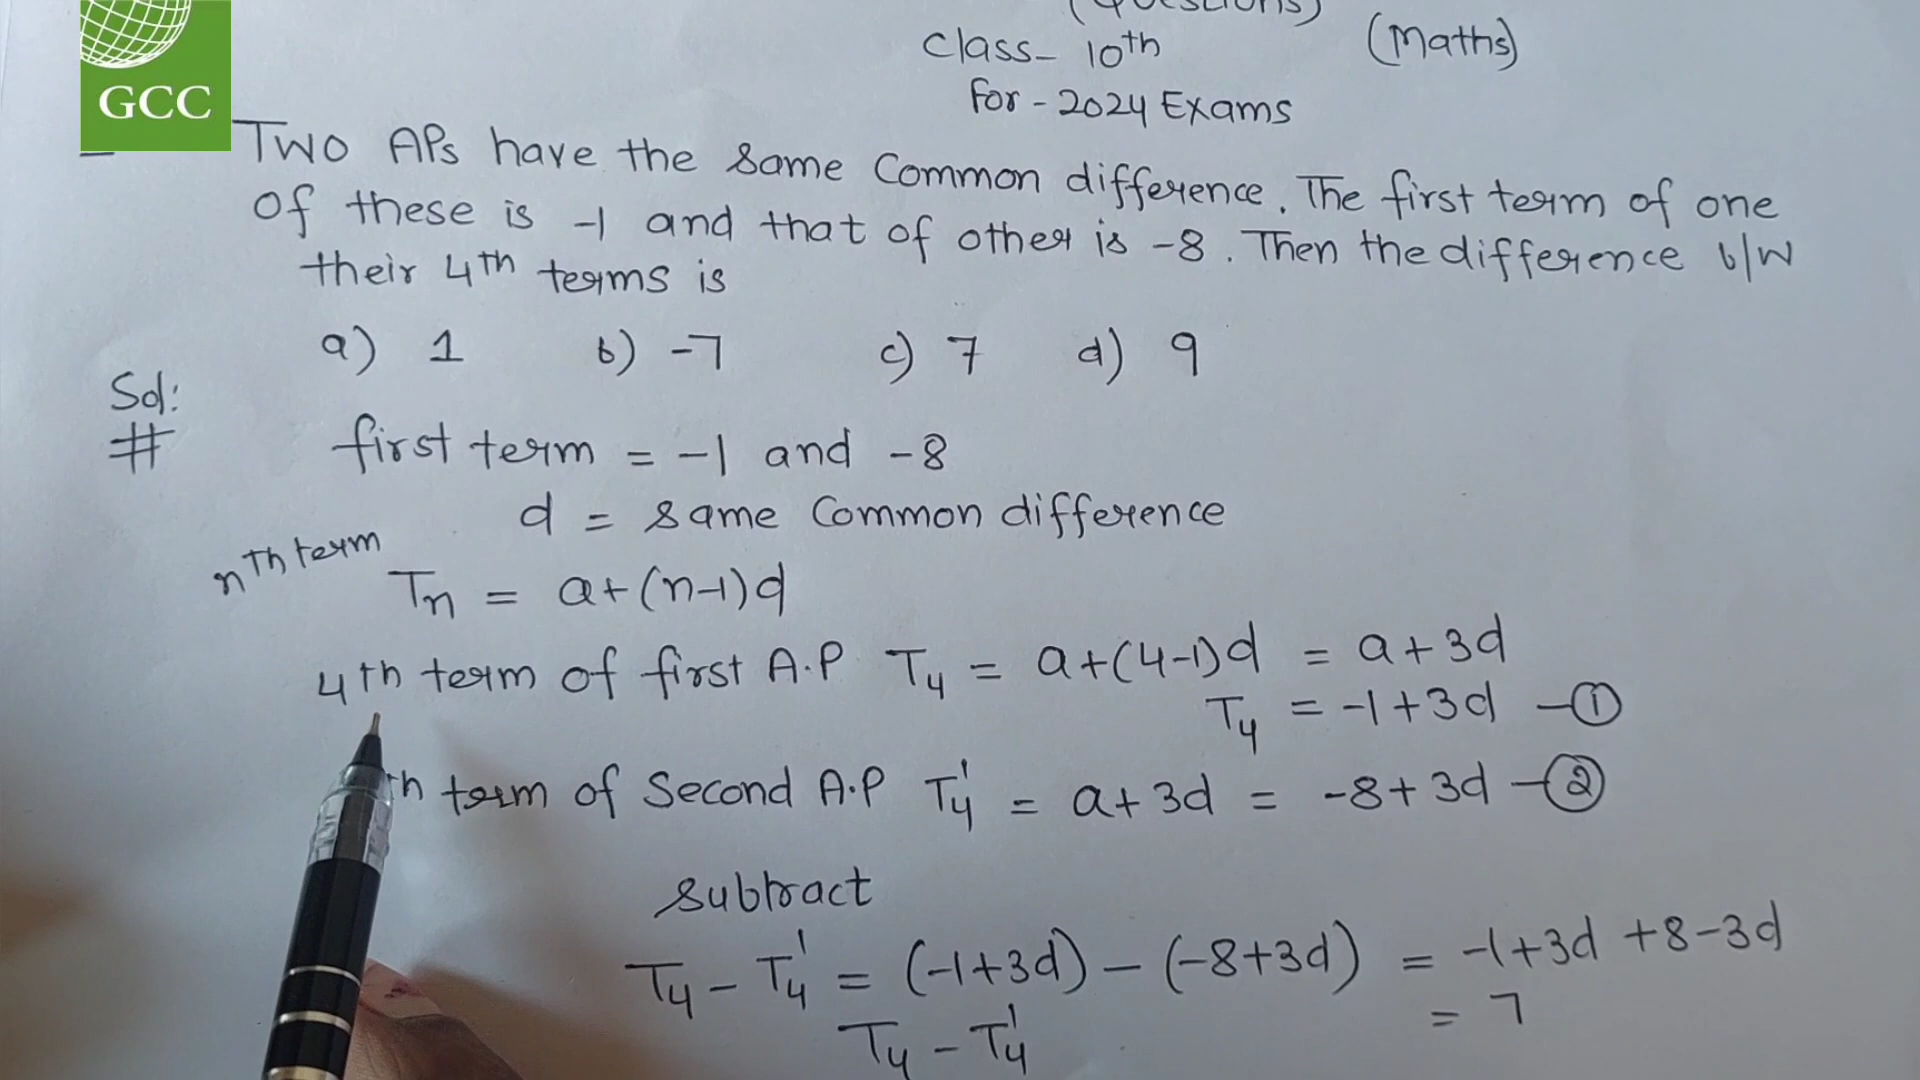 (Questions)
Class- 10th (Maths)
For - 2024 Exams
GCC
Two APs have the same Common difference. The first term of one
of these is -1 and that of other is -8. Then the difference b/w
their 4th terms is
a) 1 b) -7 c) 7 d) 9
Sol:
# first term = -1 and -8
d = same Common difference
nth term
Tn = a+(n-1)d
4th term of first A.P T4 = a+(4-1)d = a+3d
T4 = -1+3d -①
th term of Second A.P T4' = a+3d = -8+3d -②
subtract
T4 - T4' = (-1+3d) - (-8+3d) = -1+3d +8-3d
= 7
T4 - T4'